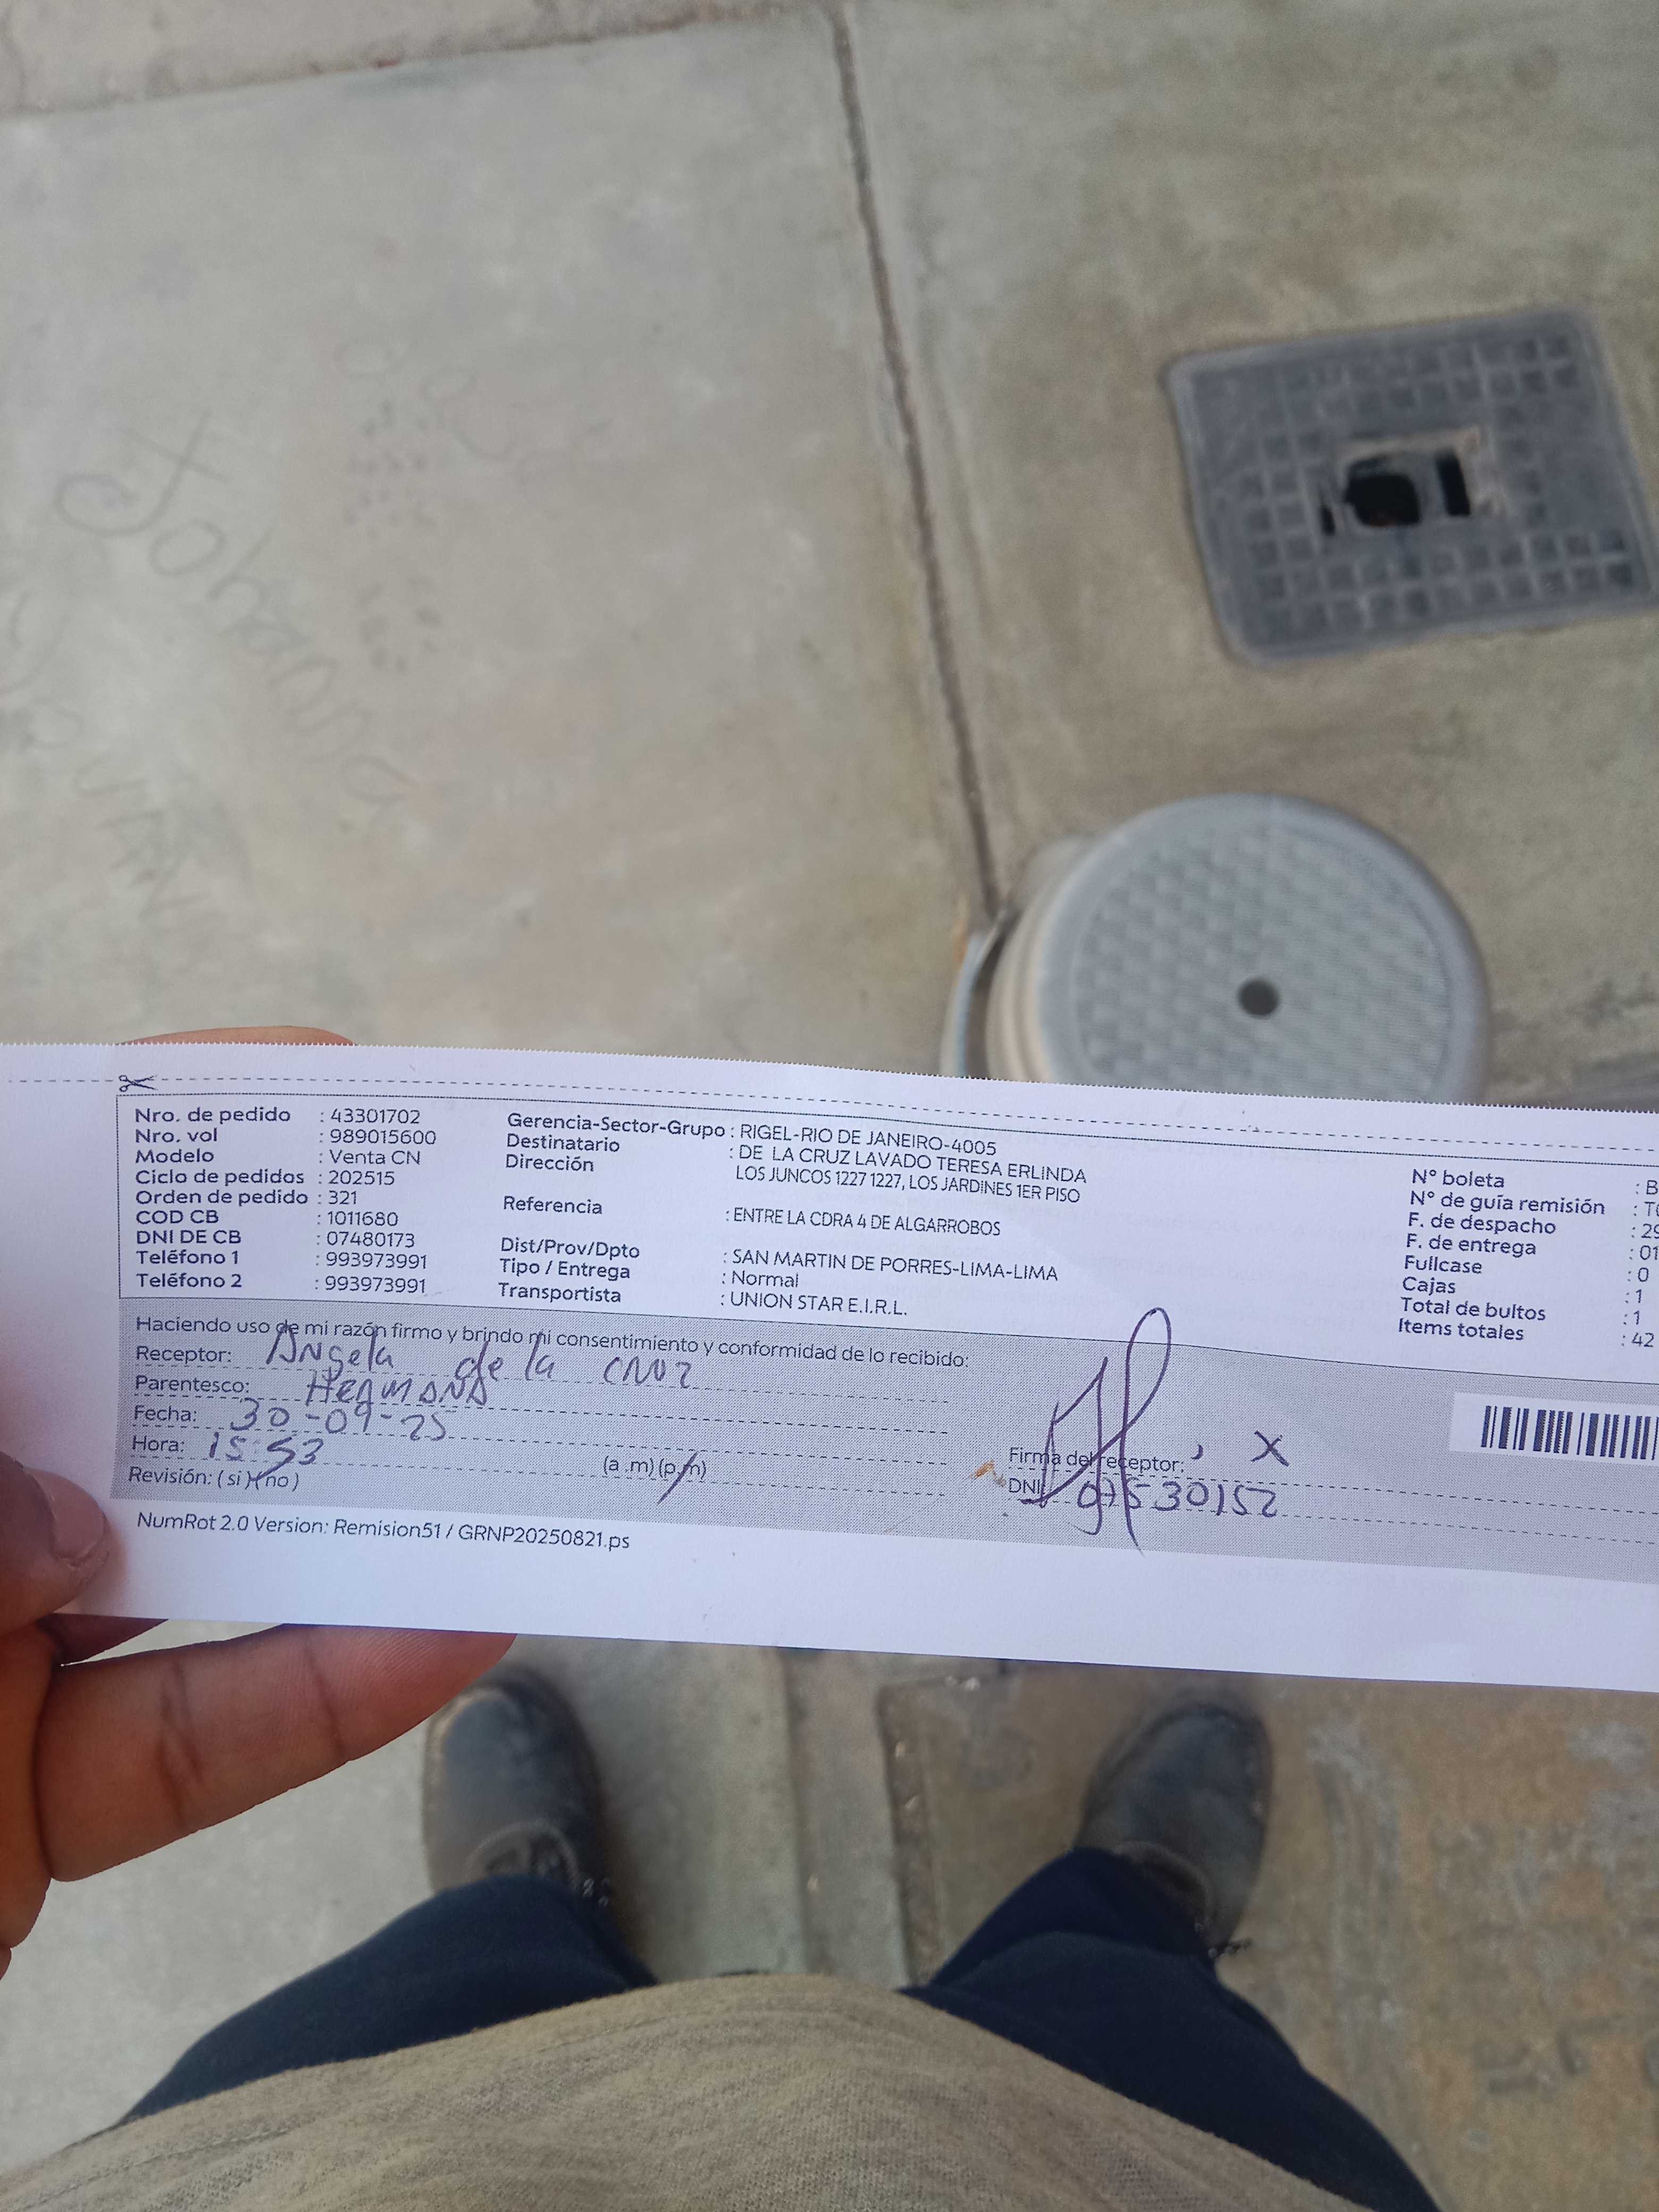 Johanna
Nro. de pedido : 43301702
Nro. vol : 989015600
Modelo : Venta CN
Ciclo de pedidos : 202515
Orden de pedido : 321
COD CB : 1011680
DNI DE CB : 07480173
Teléfono 1 : 993973991
Teléfono 2 : 993973991
Gerencia-Sector-Grupo : RIGEL-RIO DE JANEIRO-4005
Destinatario : DE LA CRUZ LAVADO TERESA ERLINDA
Dirección LOS JUNCOS 1227 1227, LOS JARDINES 1ER PISO
Referencia : ENTRE LA CDRA 4 DE ALGARROBOS
Dist/Prov/Dpto : SAN MARTIN DE PORRES-LIMA-LIMA
Tipo / Entrega : Normal
Transportista : UNION STAR E.I.R.L.
N° boleta : B
N° de guía remisión : T
F. de despacho : 29
F. de entrega : 01
Fullcase : 0
Cajas : 1
Total de bultos : 1
Items totales : 42
Haciendo uso de mi razón firmo y brindo mi consentimiento y conformidad de lo recibido:
Receptor: Angela de la CRUZ
Parentesco: HERMANA
Fecha: 30-09-25
Hora: 15:53 (a .m) (p.m)
Revisión: ( si ) ( no )
Firma del receptor: X
DNI: 07530152
NumRot 2.0 Version: Remision51 / GRNP20250821.ps